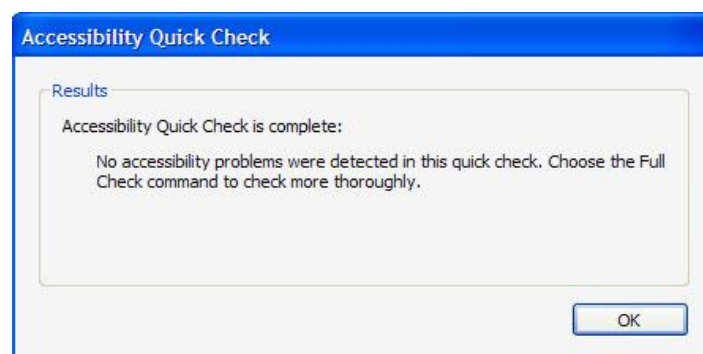 Accessibility Quick Check
Results
Accessibility Quick Check is complete:
No accessibility problems were detected in this quick check. Choose the Full
Check command to check more thoroughly.
OK